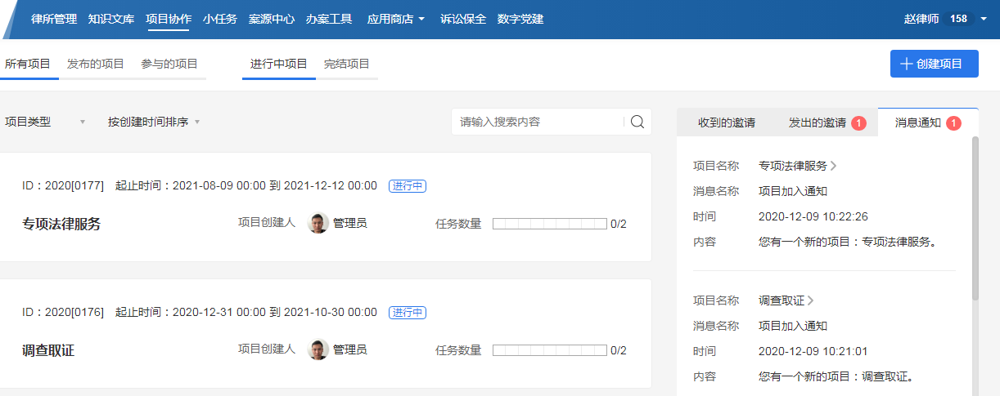 律所管理 知识文库 项目协作 小任务 案源中心 办案工具 应用商店 诉讼保全 数字党建 赵律师 158
所有项目 发布的项目 参与的项目 进行中项目 完结项目 创建项目
项目类型 按创建时间排序 请输入搜索内容
收到的邀请 发出的邀请 1 消息通知 1
ID：2020[0177] 起止时间：2021-08-09 00:00 到 2021-12-12 00:00 进行中
专项法律服务 项目创建人 管理员 任务数量 0/2
ID：2020[0176] 起止时间：2020-12-31 00:00 到 2021-10-30 00:00 进行中
调查取证 项目创建人 管理员 任务数量 0/2
项目名称 专项法律服务
消息名称 项目加入通知
时间 2020-12-09 10:22:26
内容 您有一个新的项目：专项法律服务。
项目名称 调查取证
消息名称 项目加入通知
时间 2020-12-09 10:21:01
内容 您有一个新的项目：调查取证。